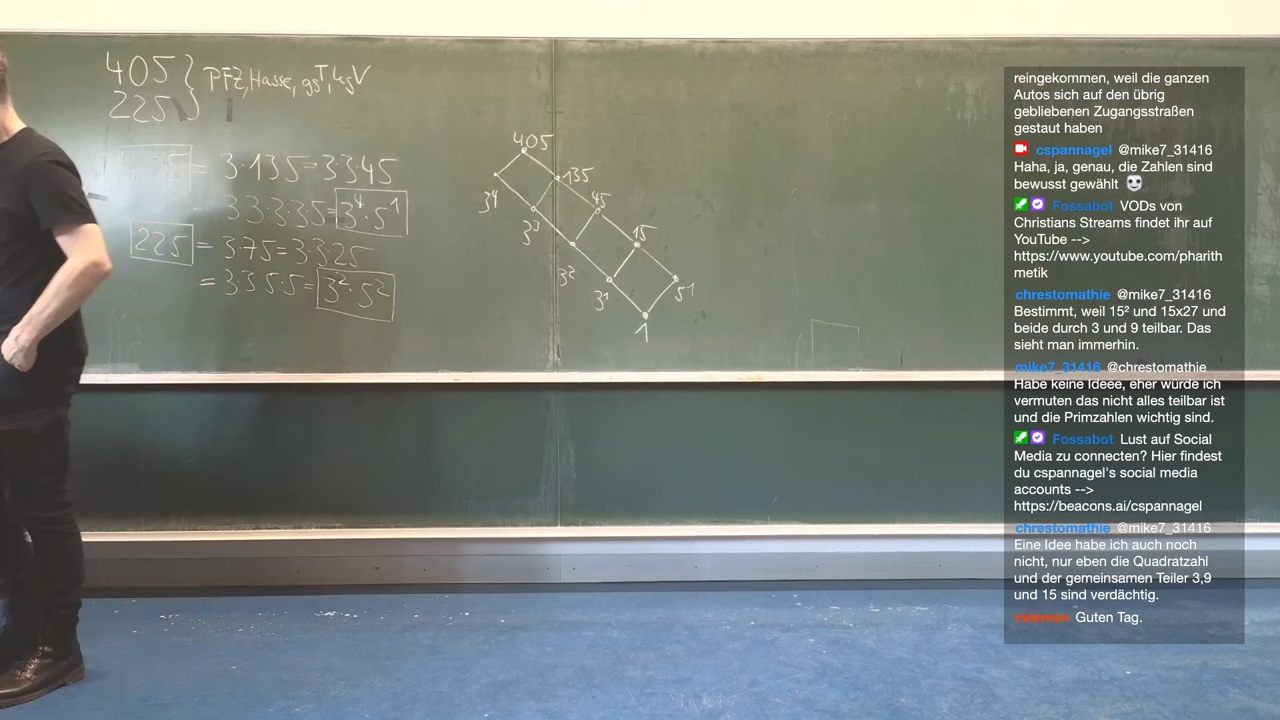 405
225
} PFZ, Hasse, ggT, kgV
= 3·135=3·3·45
= 3·3·3·3·5= 3⁴·5¹
225 = 3·75=3·3·25
= 3·3·5·5= 3²·5²
405
135
3⁴
45
3³
15
3²
3¹
5¹
1
reingekommen, weil die ganzen
Autos sich auf den übrig
gebliebenen Zugangsstraßen
gestaut haben
cspannagel @mike7_31416
Haha, ja, genau, die Zahlen sind
bewusst gewählt
Fossabot VODs von
Christians Streams findet ihr auf
YouTube -->
https://www.youtube.com/pharith
metik
chrestomathie @mike7_31416
Bestimmt, weil 15² und 15x27 und
beide durch 3 und 9 teilbar. Das
sieht man immerhin.
mike7_31416 @chrestomathie
Habe keine Ideee, eher würde ich
vermuten das nicht alles teilbar ist
und die Primzahlen wichtig sind.
Fossabot Lust auf Social
Media zu connecten? Hier findest
du cspannagel's social media
accounts -->
https://beacons.ai/cspannagel
chrestomathie @mike7_31416
Eine Idee habe ich auch noch
nicht, nur eben die Quadratzahl
und der gemeinsamen Teiler 3,9
und 15 sind verdächtig.
Guten Tag.